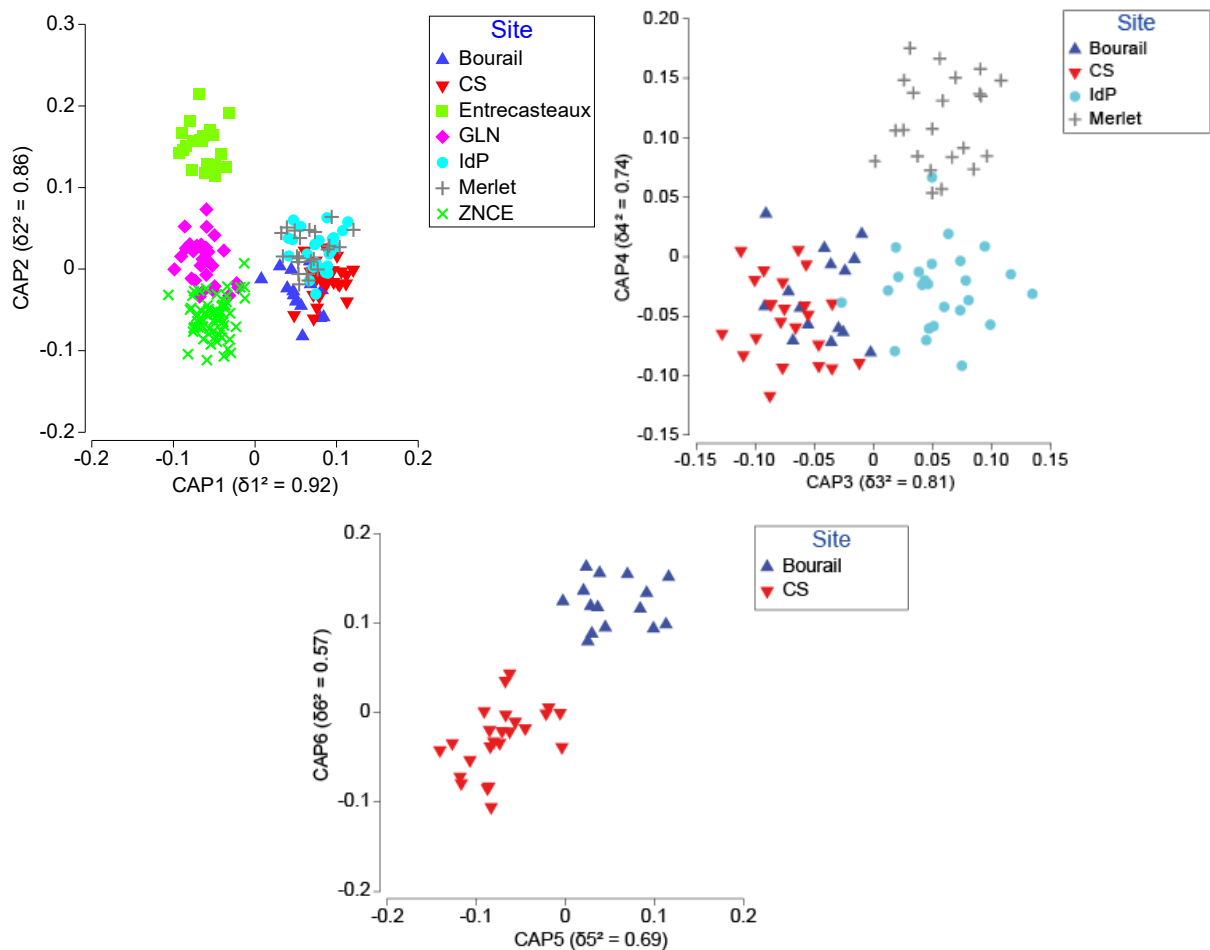 Site
Bourail
CS
Entrecasteaux
GLN
IdP
Merlet
ZNCE
0.3
0.2
0.1
0
-0.1
-0.2
CAP2 (δ2² = 0.86)
-0.2
-0.1
0
0.1
0.2
CAP1 (δ1² = 0.92)
Site
Bourail
CS
IdP
Merlet
0.20
0.15
0.10
0.05
0
-0.05
-0.10
-0.15
CAP4 (δ4² = 0.74)
-0.15
-0.10
-0.05
0
0.05
0.10
0.15
CAP3 (δ3² = 0.81)
Site
Bourail
CS
0.2
0.1
0
-0.1
-0.2
CAP6 (δ6² = 0.57)
-0.2
-0.1
0
0.1
0.2
CAP5 (δ5² = 0.69)